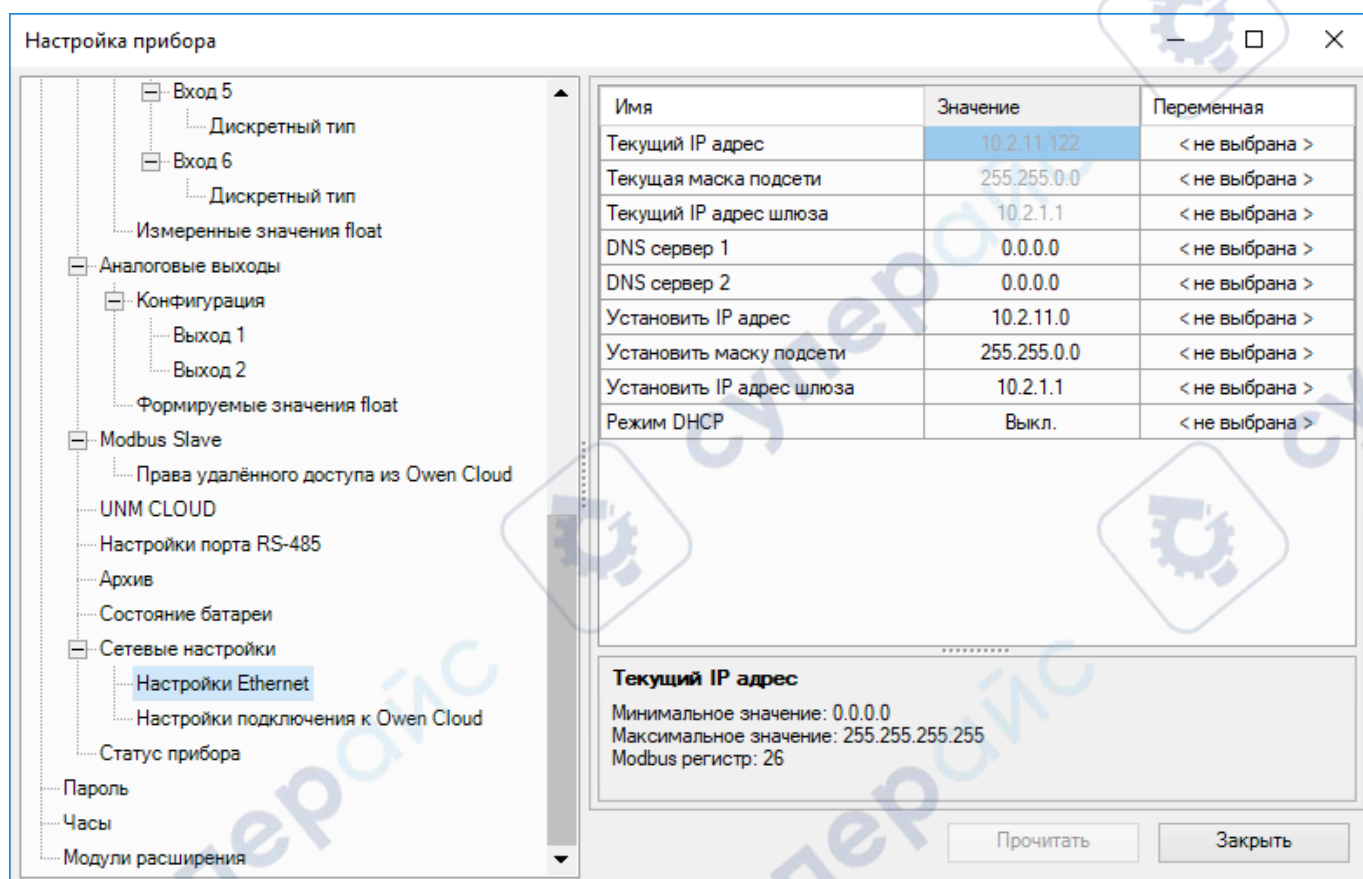 Настройка прибора
Вход 5
Дискретный тип
Вход 6
Дискретный тип
Измеренные значения float
Аналоговые выходы
Конфигурация
Выход 1
Выход 2
Формируемые значения float
Modbus Slave
Права удалённого доступа из Owen Cloud
UNM CLOUD
Настройки порта RS-485
Архив
Состояние батареи
Сетевые настройки
Настройки Ethernet
Настройки подключения к Owen Cloud
Статус прибора
Пароль
Часы
Модули расширения
Имя Значение Переменная
Текущий IP адрес 10.2.11.122 < не выбрана >
Текущая маска подсети 255.255.0.0 < не выбрана >
Текущий IP адрес шлюза 10.2.1.1 < не выбрана >
DNS сервер 1 0.0.0.0 < не выбрана >
DNS сервер 2 0.0.0.0 < не выбрана >
Установить IP адрес 10.2.11.0 < не выбрана >
Установить маску подсети 255.255.0.0 < не выбрана >
Установить IP адрес шлюза 10.2.1.1 < не выбрана >
Режим DHCP Выкл. < не выбрана >
Текущий IP адрес
Минимальное значение: 0.0.0.0
Максимальное значение: 255.255.255.255
Modbus регистр: 26
Прочитать Закрыть
суперайс